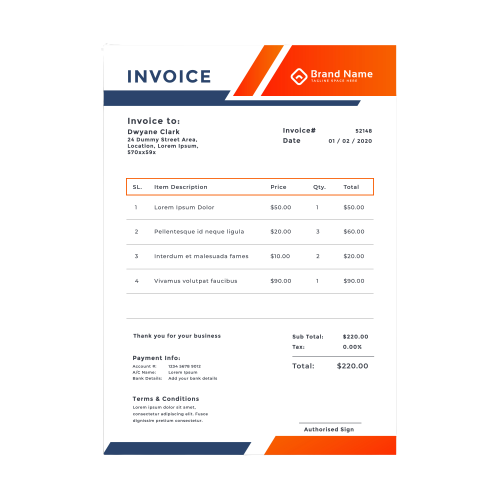 INVOICE
Brand Name
TAGLINE SPACE HERE
Invoice to:
Dwyane Clark
24 Dummy Street Area,
Location, Lorem Ipsum,
570xx59x
Invoice# 52148
Date 01 / 02 / 2020
SL. Item Description Price Qty. Total
1 Lorem Ipsum Dolor $50.00 1 $50.00
2 Pellentesque id neque ligula $20.00 3 $60.00
3 Interdum et malesuada fames $10.00 2 $20.00
4 Vivamus volutpat faucibus $90.00 1 $90.00
Thank you for your business
Sub Total: $220.00
Tax: 0.00%
Total: $220.00
Payment Info:
Account #: 1234 5678 9012
A/C Name: Lorem Ipsum
Bank Details: Add your bank details
Terms & Conditions
Lorem ipsum dolor sit amet,
consectetur adipiscing elit. Fusce
dignissim pretium consectetur.
Authorised Sign